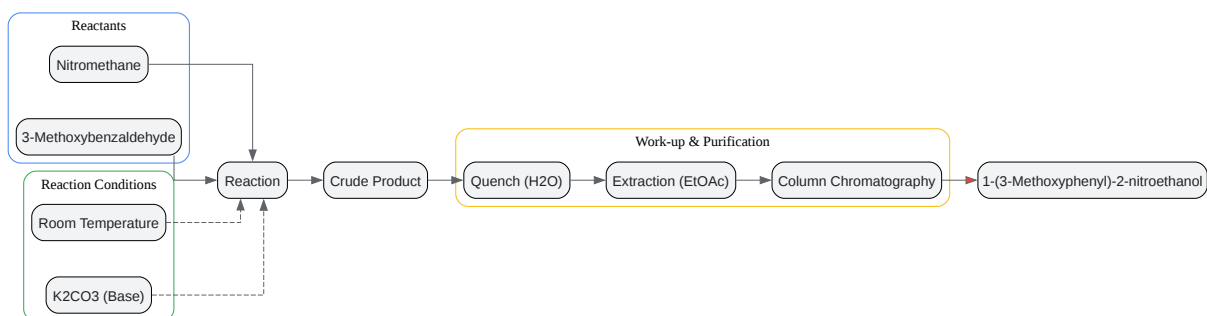 Reactants
Nitromethane
3-Methoxybenzaldehyde
Reaction Conditions
Room Temperature
K2CO3 (Base)
Reaction
Crude Product
Work-up & Purification
Quench (H2O)
Extraction (EtOAc)
Column Chromatography
1-(3-Methoxyphenyl)-2-nitroethanol